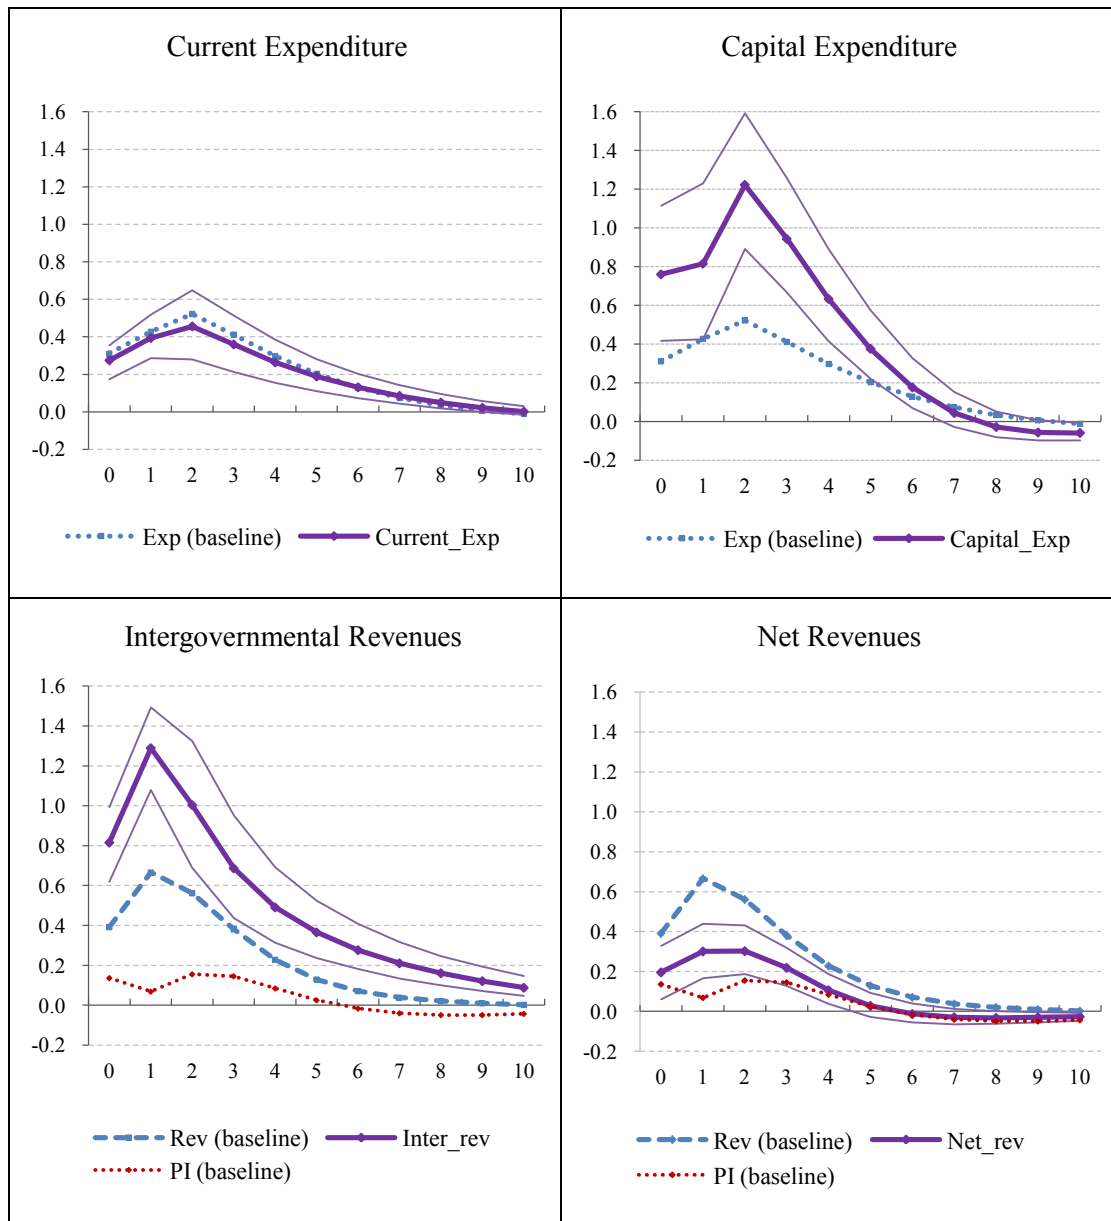 Current Expenditure
1.6
1.4
1.2
1.0
0.8
0.6
0.4
0.2
0.0
-0.2
0 1 2 3 4 5 6 7 8 9 10
Exp (baseline) Current_Exp
Capital Expenditure
1.6
1.4
1.2
1.0
0.8
0.6
0.4
0.2
0.0
-0.2
0 1 2 3 4 5 6 7 8 9 10
Exp (baseline) Capital_Exp
Intergovernmental Revenues
1.6
1.4
1.2
1.0
0.8
0.6
0.4
0.2
0.0
-0.2
0 1 2 3 4 5 6 7 8 9 10
Rev (baseline) Inter_rev
PI (baseline)
Net Revenues
1.6
1.4
1.2
1.0
0.8
0.6
0.4
0.2
0.0
-0.2
0 1 2 3 4 5 6 7 8 9 10
Rev (baseline) Net_rev
PI (baseline)